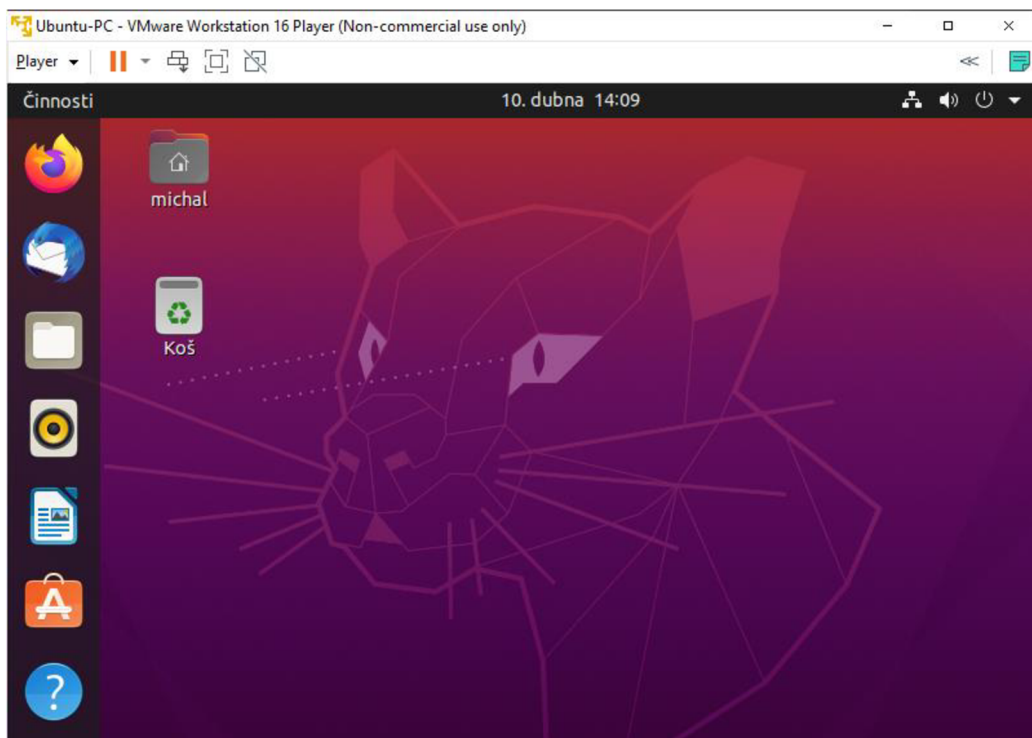 Ubuntu-PC - VMware Workstation 16 Player (Non-commercial use only)
Player
Činnosti
10. dubna 14:09
michal
Koš